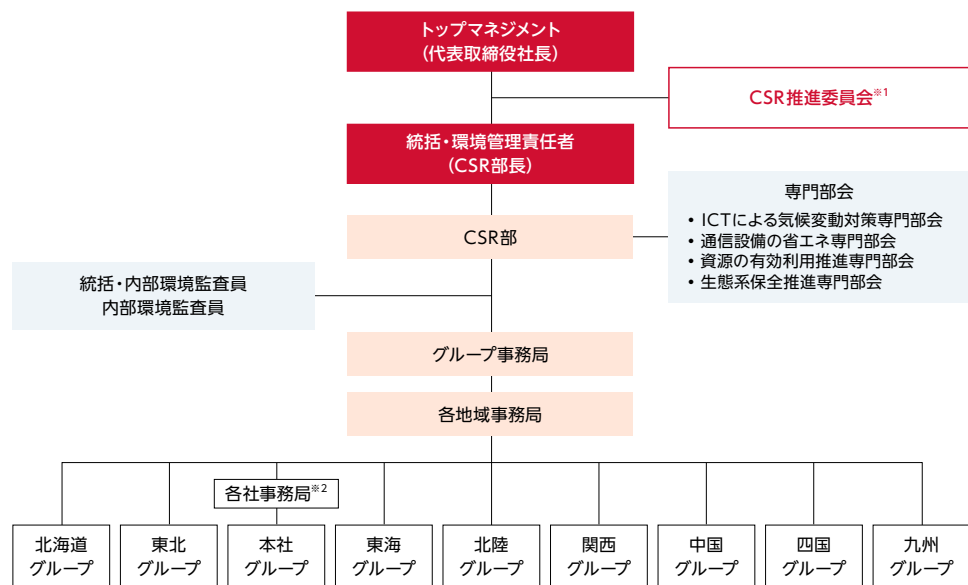 トップマネジメント
（代表取締役社長）
CSR推進委員会※1
統括・環境管理責任者
（CSR部長）
専門部会
• ICTによる気候変動対策専門部会
• 通信設備の省エネ専門部会
• 資源の有効利用推進専門部会
• 生態系保全推進専門部会
CSR部
統括・内部環境監査員
内部環境監査員
グループ事務局
各地域事務局
各社事務局※2
北海道
グループ
東北
グループ
本社
グループ
東海
グループ
北陸
グループ
関西
グループ
中国
グループ
四国
グループ
九州
グループ